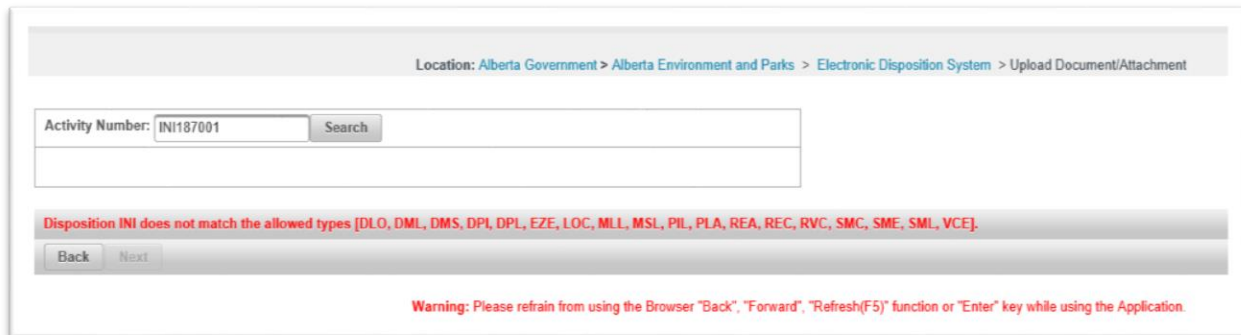 Location: Alberta Government > Alberta Environment and Parks > Electronic Disposition System > Upload Document/Attachment
Activity Number: INI187001 Search
Disposition INI does not match the allowed types [DLO, DML, DMS, DPI, DPL, EZE, LOC, MLL, MSL, PIL, PLA, REA, REC, RVC, SMC, SME, SML, VCE].
Back Next
Warning: Please refrain from using the Browser "Back", "Forward", "Refresh(F5)" function or "Enter" key while using the Application.